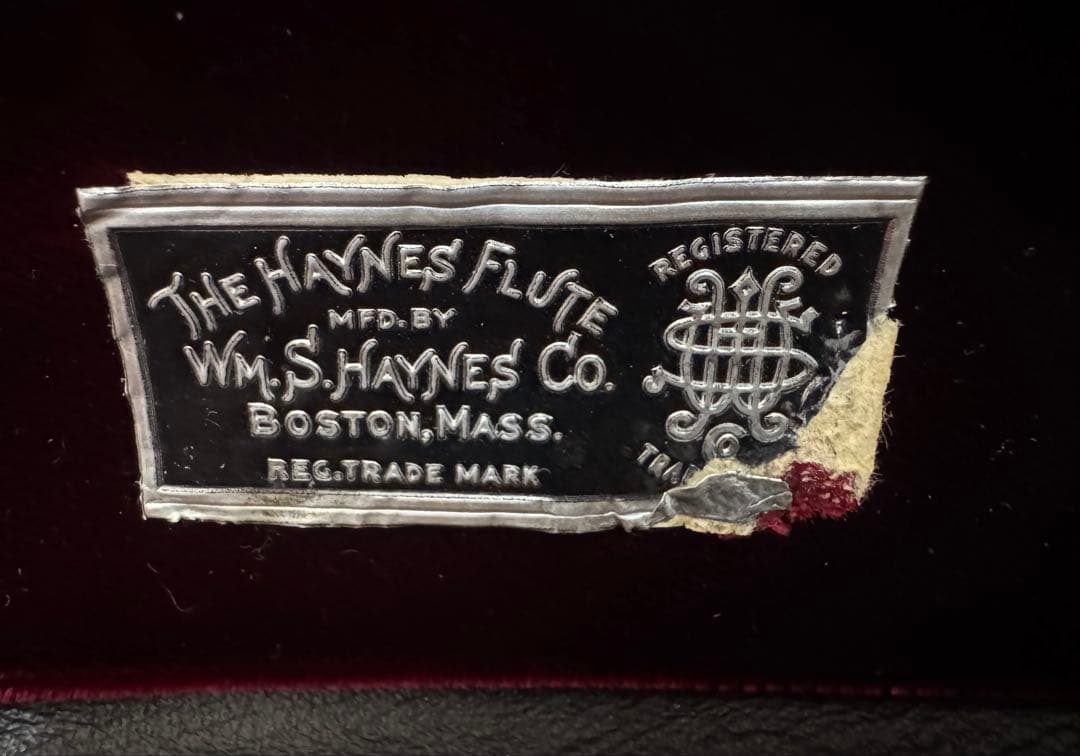 THE HAYNES FLUTE
MFD. BY
WM. S. HAYNES CO.
BOSTON, MASS.
REG. TRADE MARK
REGISTERED